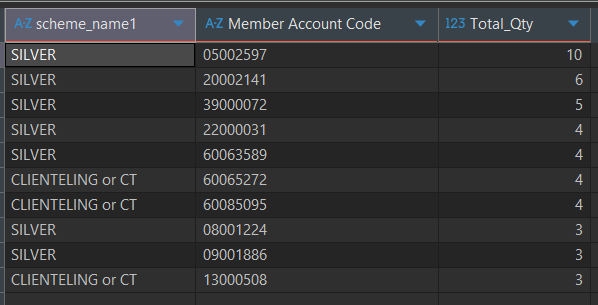 A-Z scheme_name1 A-Z Member Account Code 123 Total_Qty
SILVER 05002597 10
SILVER 20002141 6
SILVER 39000072 5
SILVER 22000031 4
SILVER 60063589 4
CLIENTELING or CT 60065272 4
CLIENTELING or CT 60085095 4
SILVER 08001224 3
SILVER 09001886 3
CLIENTELING or CT 13000508 3